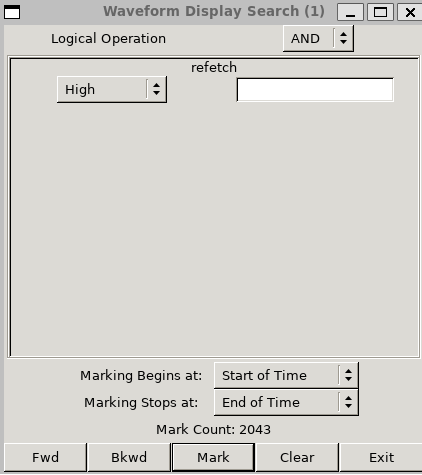 Waveform Display Search (1)
Logical Operation AND
refetch
High
Marking Begins at: Start of Time
Marking Stops at: End of Time
Mark Count: 2043
Fwd Bkwd Mark Clear Exit